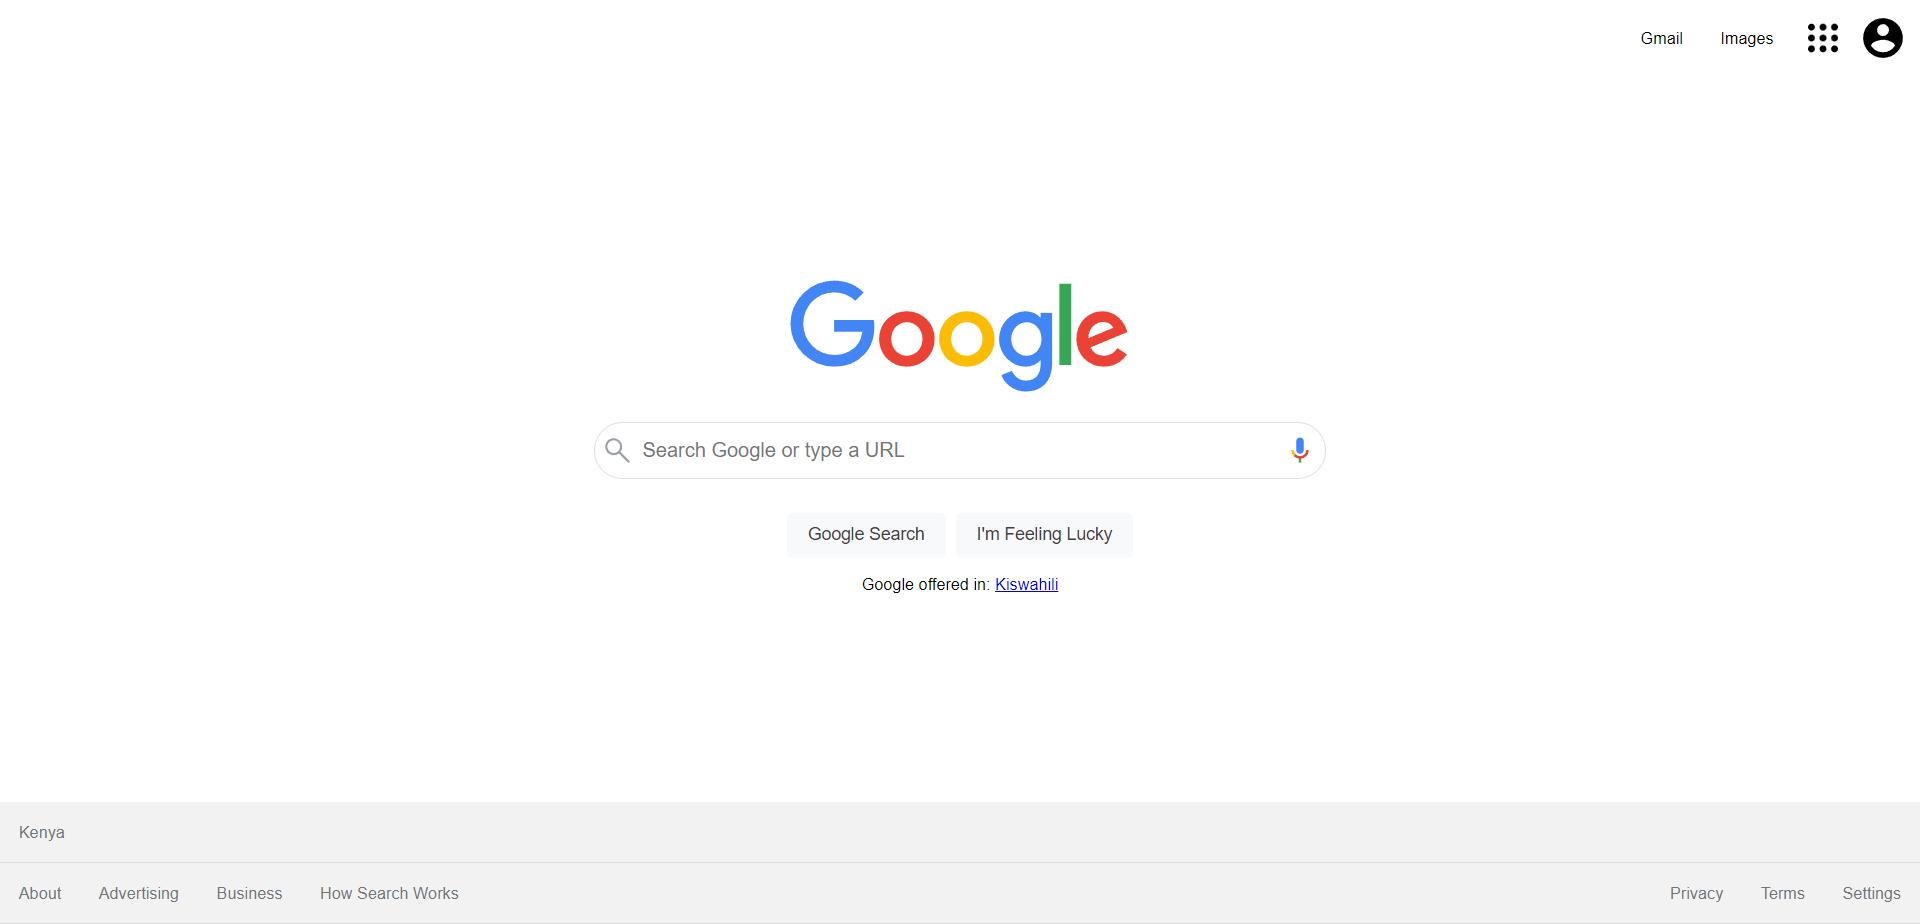 Gmail Images
Google
Search Google or type a URL
Google Search I'm Feeling Lucky
Google offered in: Kiswahili
Kenya
About Advertising Business How Search Works Privacy Terms Settings